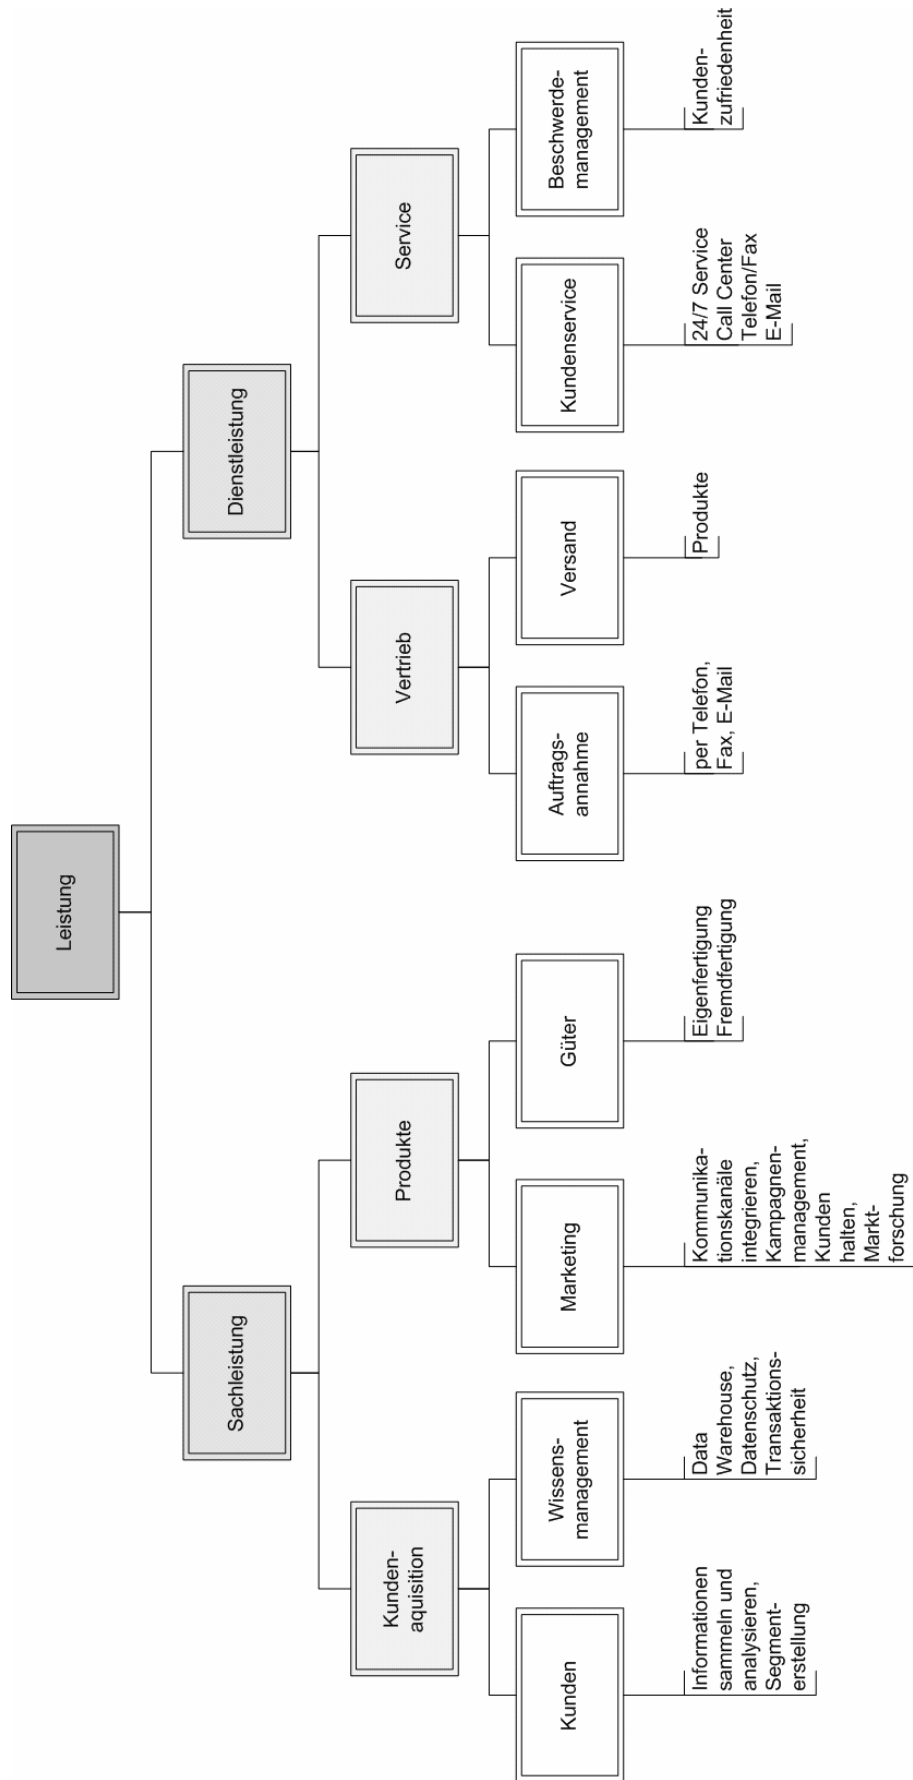 Leistung
Sachleistung
Dienstleistung
Kunden-
aquisition
Produkte
Vertrieb
Service
Kunden
Wissens-
management
Marketing
Güter
Auftrags-
annahme
Versand
Kundenservice
Beschwerde-
management
Informationen
sammeln und
analysieren,
Segment-
erstellung
Data
Warehouse,
Datenschutz,
Transaktions-
sicherheit
Kommunika-
tionskanäle
integrieren,
Kampagnen-
management,
Kunden
halten,
Markt-
forschung
Eigenfertigung
Fremdfertigung
per Telefon,
Fax, E-Mail
Produkte
24/7 Service
Call Center
Telefon/Fax
E-Mail
Kunden-
zufriedenheit